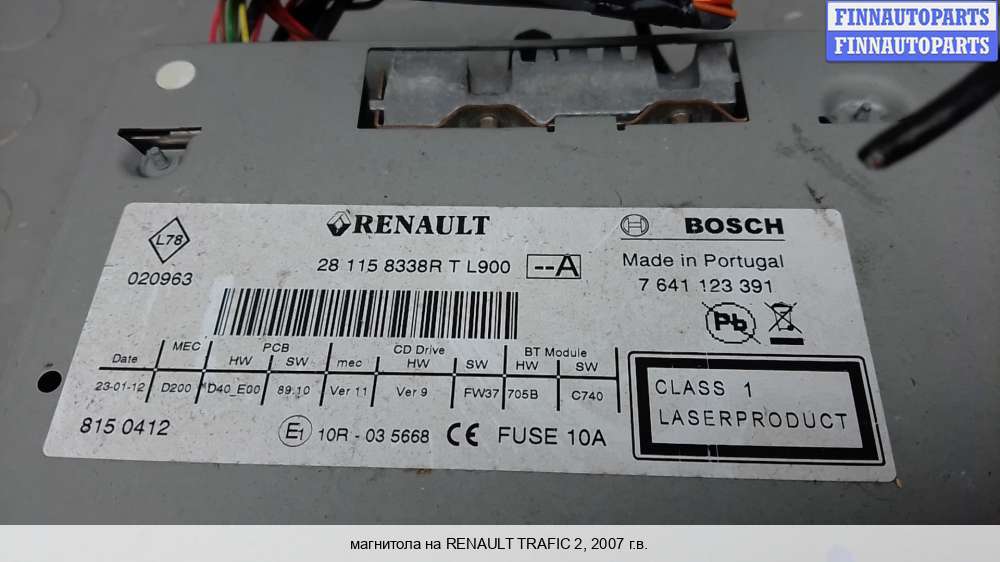 FINNAUTOPARTS
FINNAUTOPARTS
L78
RENAULT
BOSCH
020963
28 115 8338R T L900
--A
Made in Portugal
7 641 123 391
Pb
Date
MEC
PCB
CD Drive
BT Module
HW SW mec HW SW HW SW
23-01-12 D200 D40_E00 89.10 Ver 11 Ver 9 FW37 705B C740
CLASS 1
LASERPRODUCT
815 0412
E1 10R - 03 5668 CE FUSE 10A
магнитола на RENAULT TRAFIC 2, 2007 г.в.